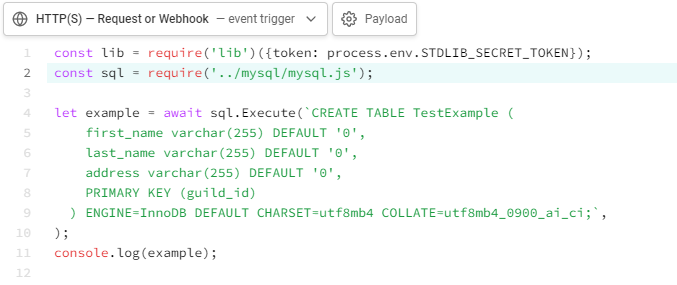 HTTP(S) — Request or Webhook — event trigger Payload
1 const lib = require('lib')({token: process.env.STDLIB_SECRET_TOKEN});
2 const sql = require('../mysql/mysql.js');
3
4 let example = await sql.Execute(`CREATE TABLE TestExample (
5 first_name varchar(255) DEFAULT '0',
6 last_name varchar(255) DEFAULT '0',
7 address varchar(255) DEFAULT '0',
8 PRIMARY KEY (guild_id)
9 ) ENGINE=InnoDB DEFAULT CHARSET=utf8mb4 COLLATE=utf8mb4_0900_ai_ci;`,
10 );
11 console.log(example);
12